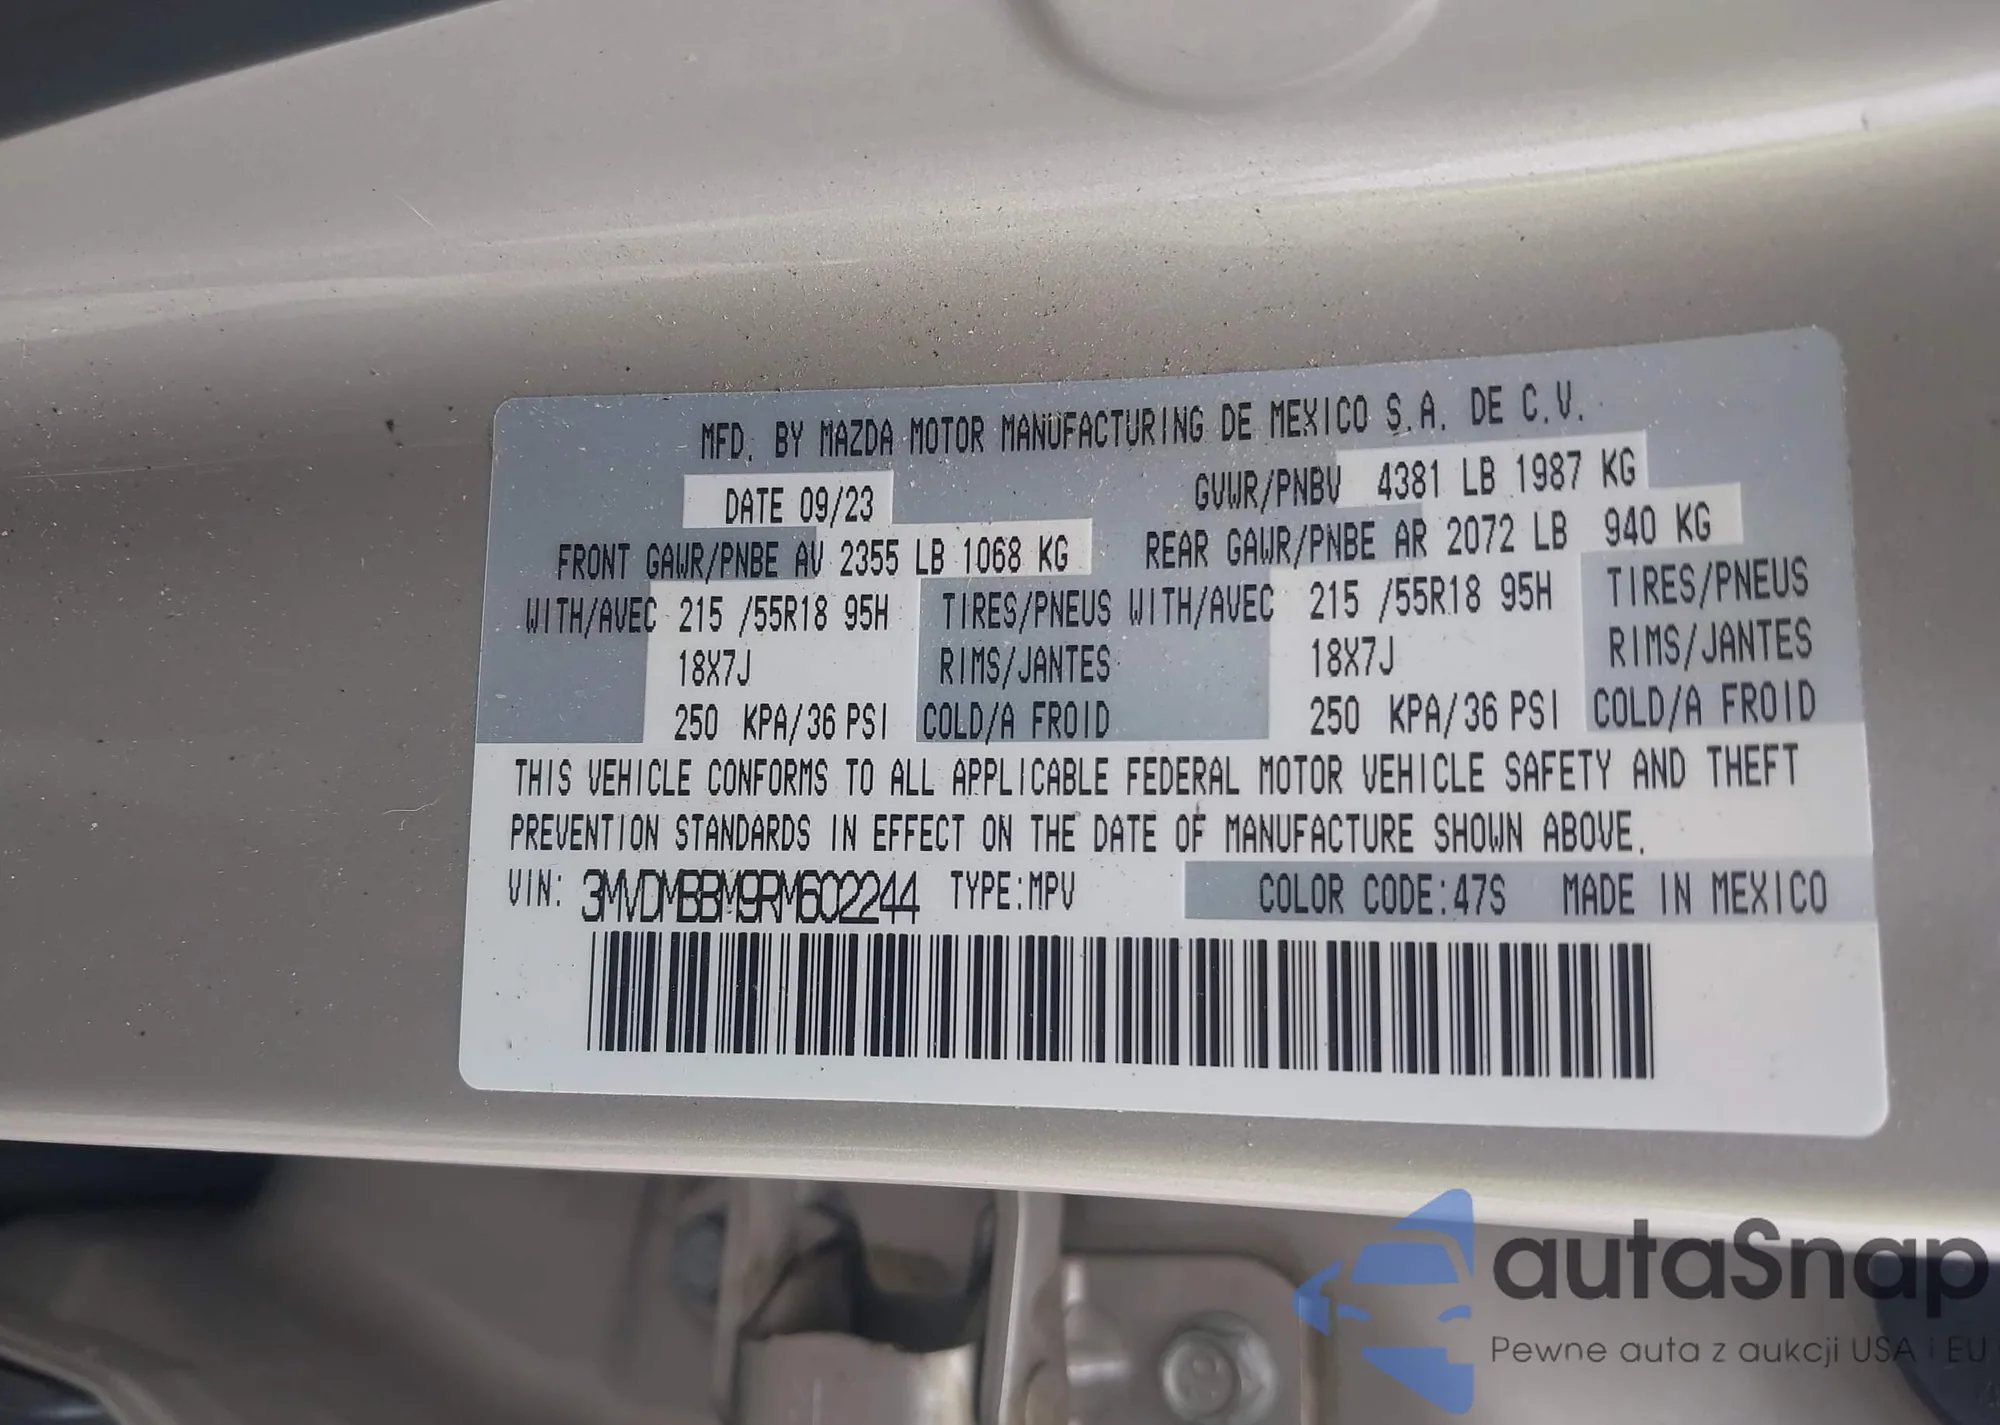 MFD. BY MAZDA MOTOR MANUFACTURING DE MEXICO S.A. DE C.V.
DATE 09/23 GVWR/PNBV 4381 LB 1987 KG
FRONT GAWR/PNBE AV 2355 LB 1068 KG REAR GAWR/PNBE AR 2072 LB 940 KG
WITH/AVEC 215 /55R18 95H TIRES/PNEUS WITH/AVEC 215 /55R18 95H TIRES/PNEUS
18X7J RIMS/JANTES 18X7J RIMS/JANTES
250 KPA/36 PSI COLD/A FROID 250 KPA/36 PSI COLD/A FROID
THIS VEHICLE CONFORMS TO ALL APPLICABLE FEDERAL MOTOR VEHICLE SAFETY AND THEFT
PREVENTION STANDARDS IN EFFECT ON THE DATE OF MANUFACTURE SHOWN ABOVE.
VIN: 3MVDMBBM9RM602244 TYPE:MPV COLOR CODE:47S MADE IN MEXICO
autaSnap
Pewne auta z aukcji USA i EU